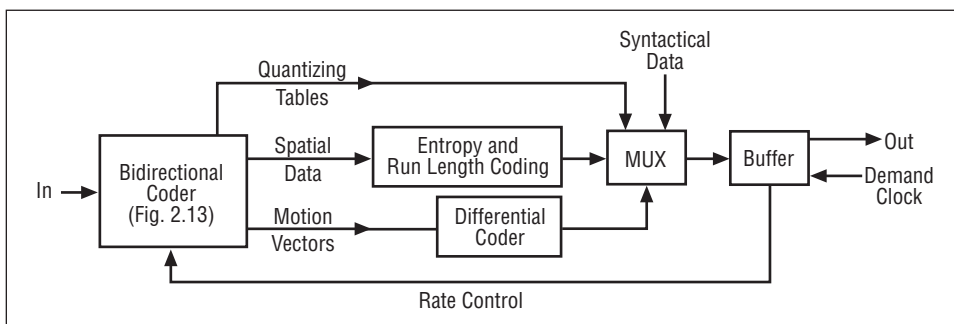 Syntactical
Data
Quantizing
Tables
In
Bidirectional
Coder
(Fig. 2.13)
Spatial
Data
Entropy and
Run Length Coding
MUX
Buffer
Out
Demand
Clock
Motion
Vectors
Differential
Coder
Rate Control